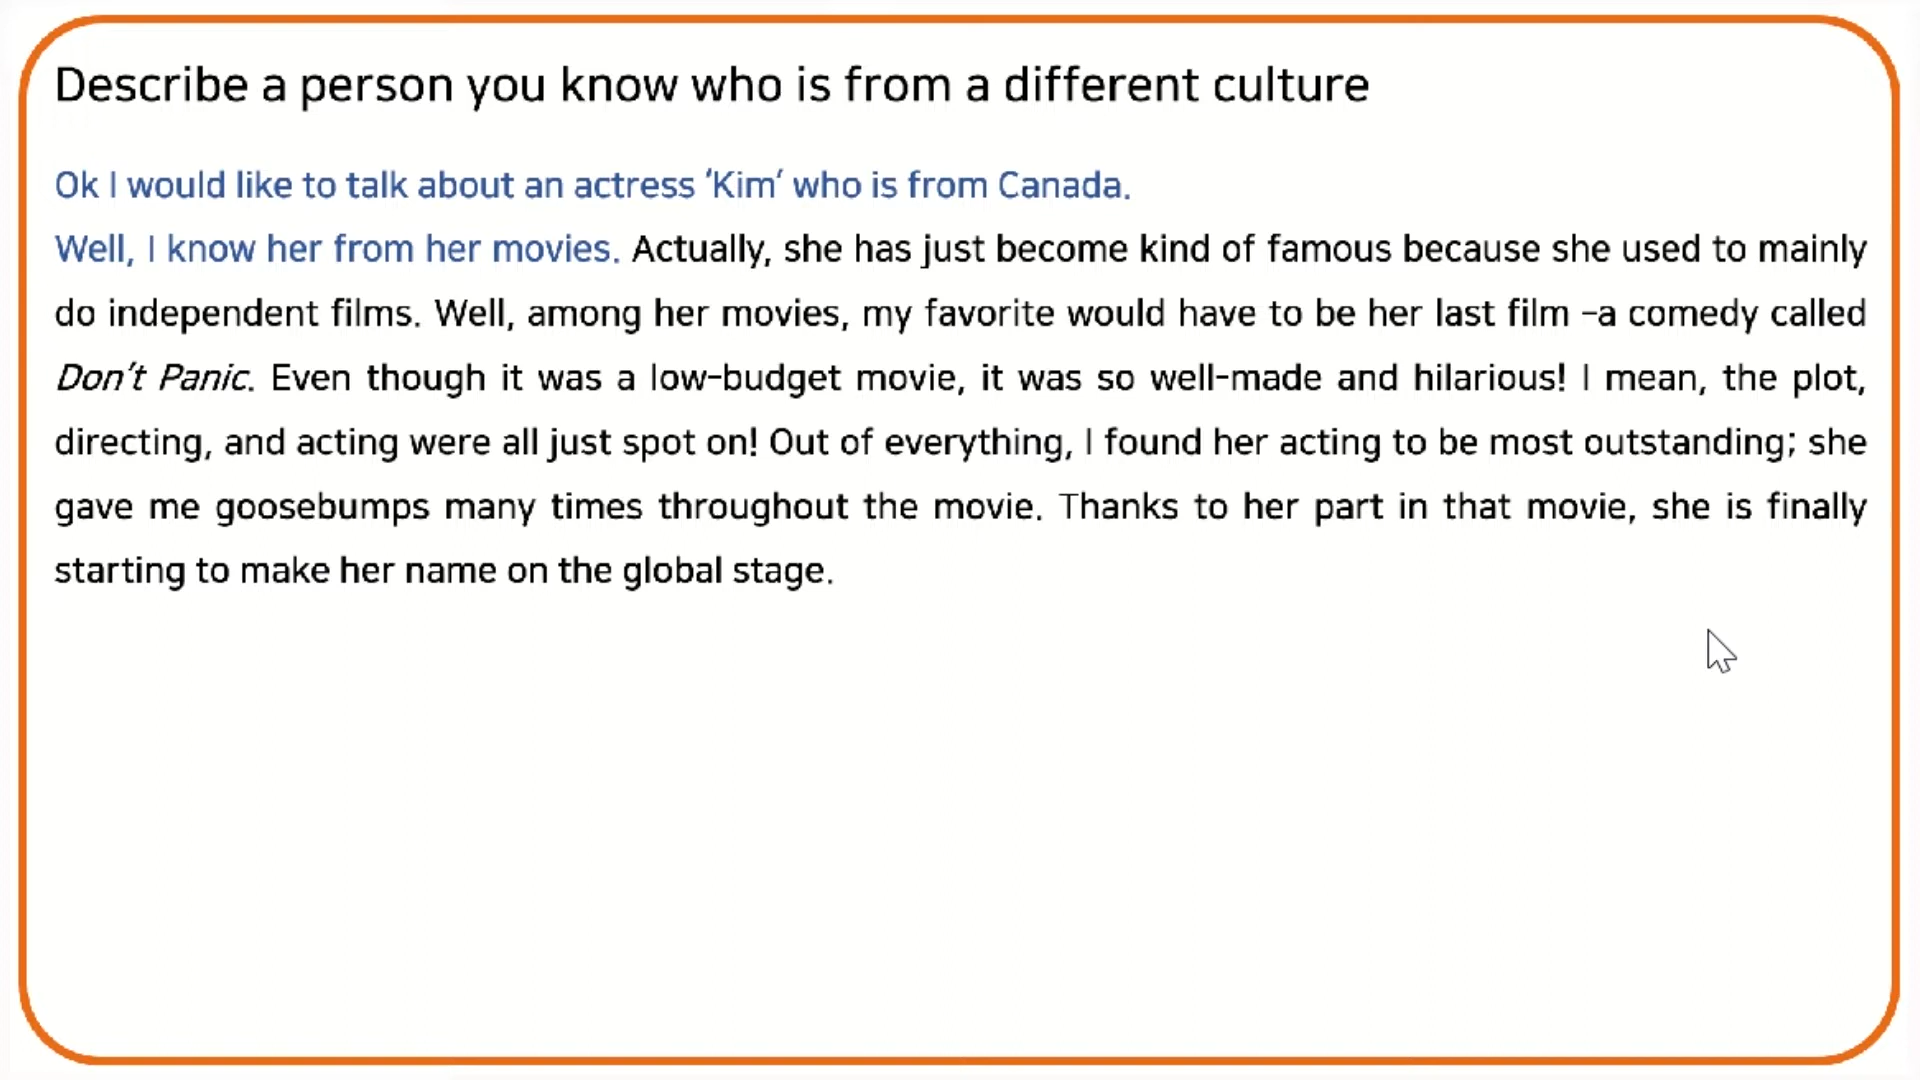 Describe a person you know who is from a different culture
Ok I would like to talk about an actress ‘Kim‘ who is from Canada.
Well, I know her from her movies. Actually, she has just become kind of famous because she used to mainly
do independent films. Well, among her movies, my favorite would have to be her last film –a comedy called
Don’t Panic. Even though it was a low-budget movie, it was so well-made and hilarious! I mean, the plot,
directing, and acting were all just spot on! Out of everything, I found her acting to be most outstanding; she
gave me goosebumps many times throughout the movie. Thanks to her part in that movie, she is finally
starting to make her name on the global stage.